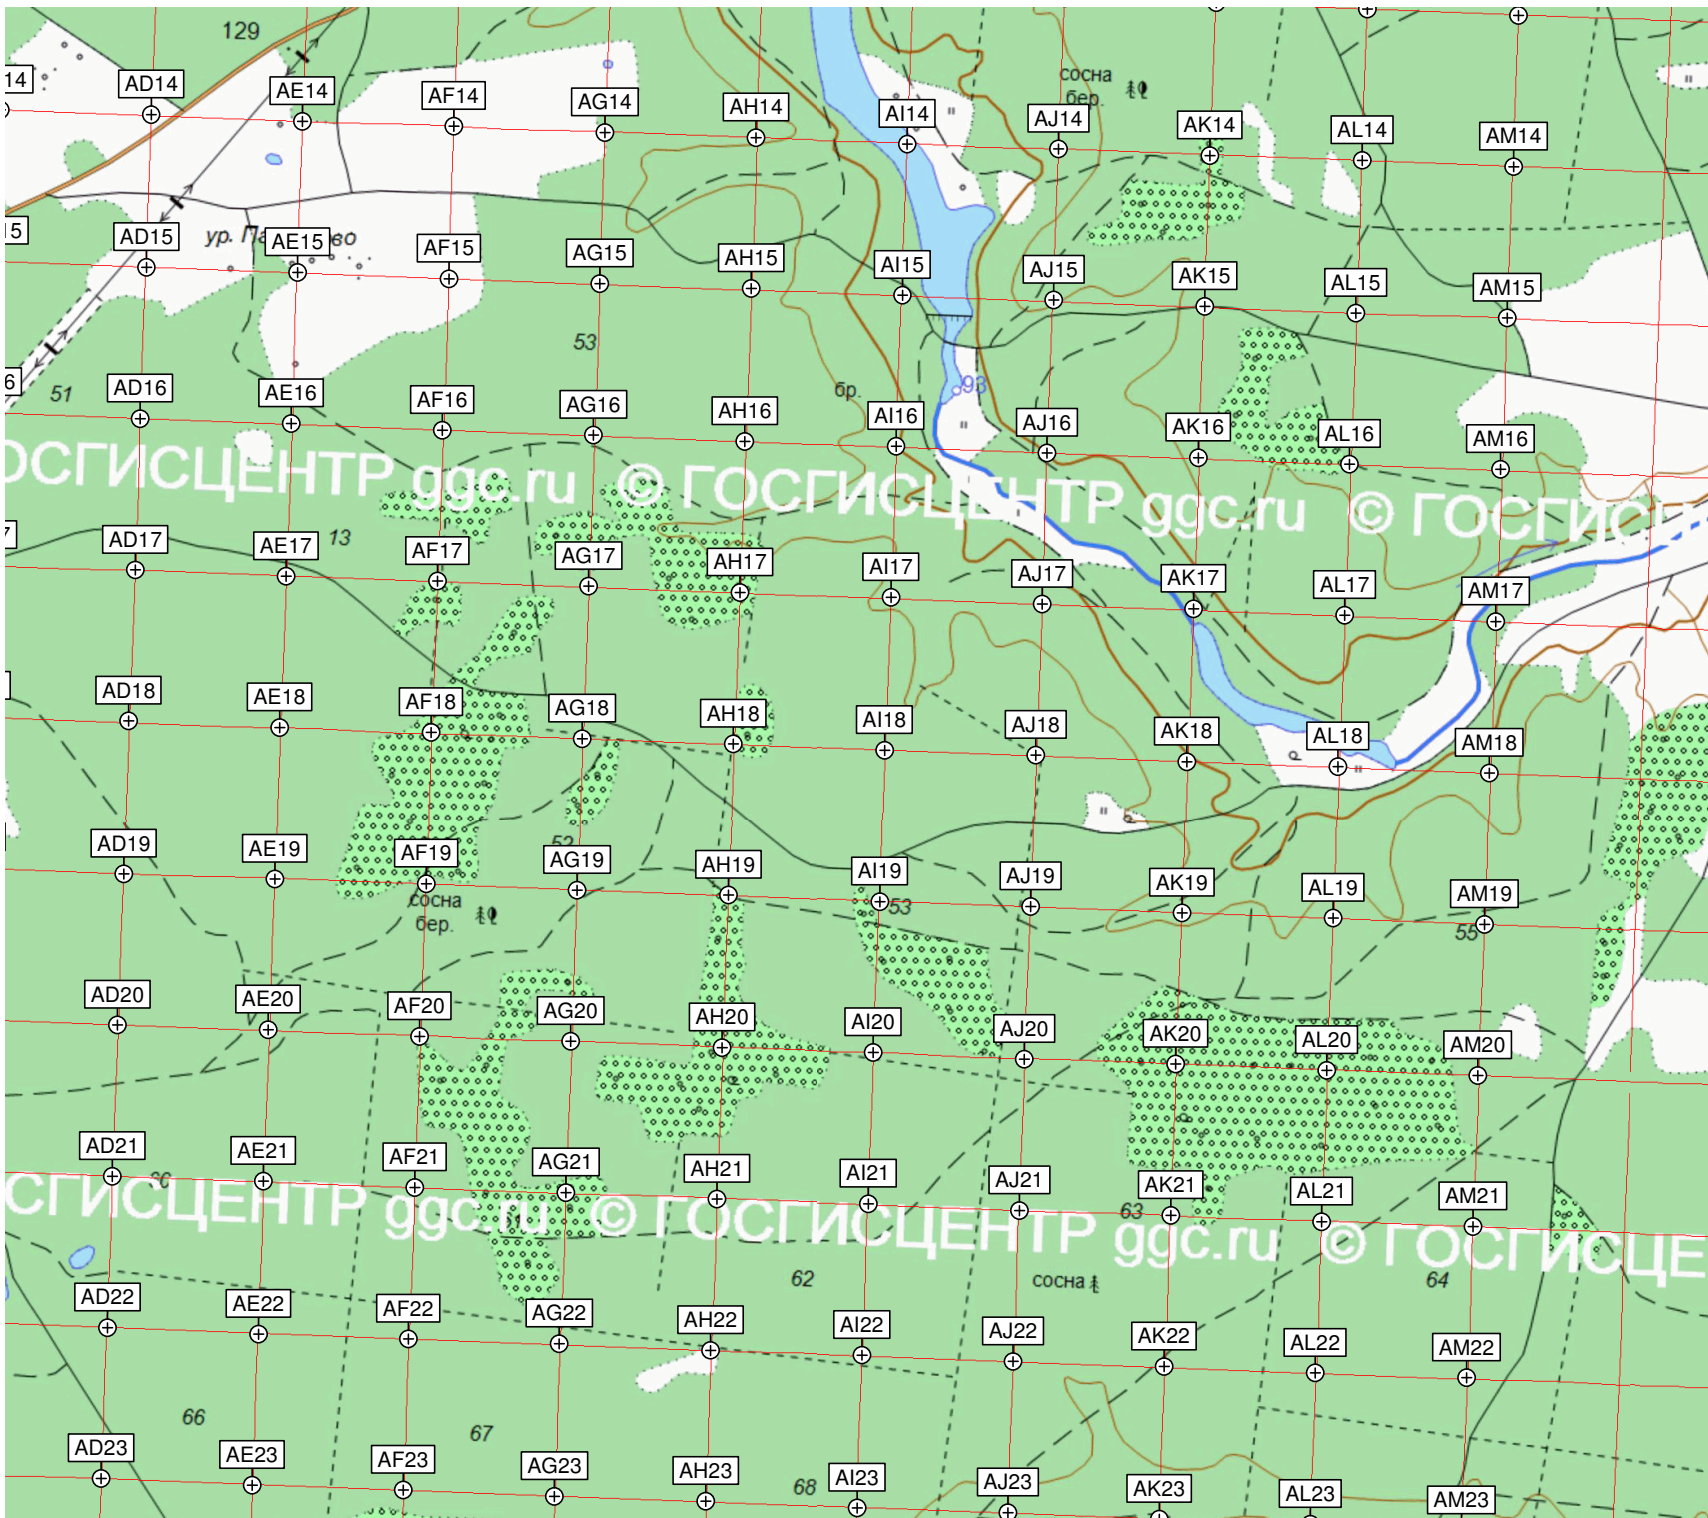 129
сосна
бер.
14
AD14
AE14
AF14
AG14
AH14
AI14
AJ14
AK14
AL14
AM14
15
AD15
ур.
во
AE15
AF15
AG15
AH15
AI15
AJ15
AK15
AL15
AM15
53
6
51
AD16
AE16
AF16
AG16
AH16
бр.
93
AI16
AJ16
AK16
AL16
AM16
ОСГИСЦЕНТР ggc.ru © ГОСГИСЦЕНТР ggc.ru © ГОСГИС
7
13
AD17
AE17
AF17
AG17
AH17
AI17
AJ17
AK17
AL17
AM17
AD18
AE18
AF18
AG18
AH18
AI18
AJ18
AK18
AL18
AM18
52
AD19
AE19
AF19
AG19
AH19
AI19
AJ19
AK19
AL19
AM19
сосна
бер.
53
55
AD20
AE20
AF20
AG20
AH20
AI20
AJ20
AK20
AL20
AM20
AD21
AE21
AF21
AG21
AH21
AI21
AJ21
AK21
AL21
AM21
63
СГИСЦЕНТР ggc.ru © ГОСГИСЦЕНТР ggc.ru © ГОСГИСЦЕ
62
сосна
64
AD22
AE22
AF22
AG22
AH22
AI22
AJ22
AK22
AL22
AM22
66
67
68
AD23
AE23
AF23
AG23
AH23
AI23
AJ23
AK23
AL23
AM23